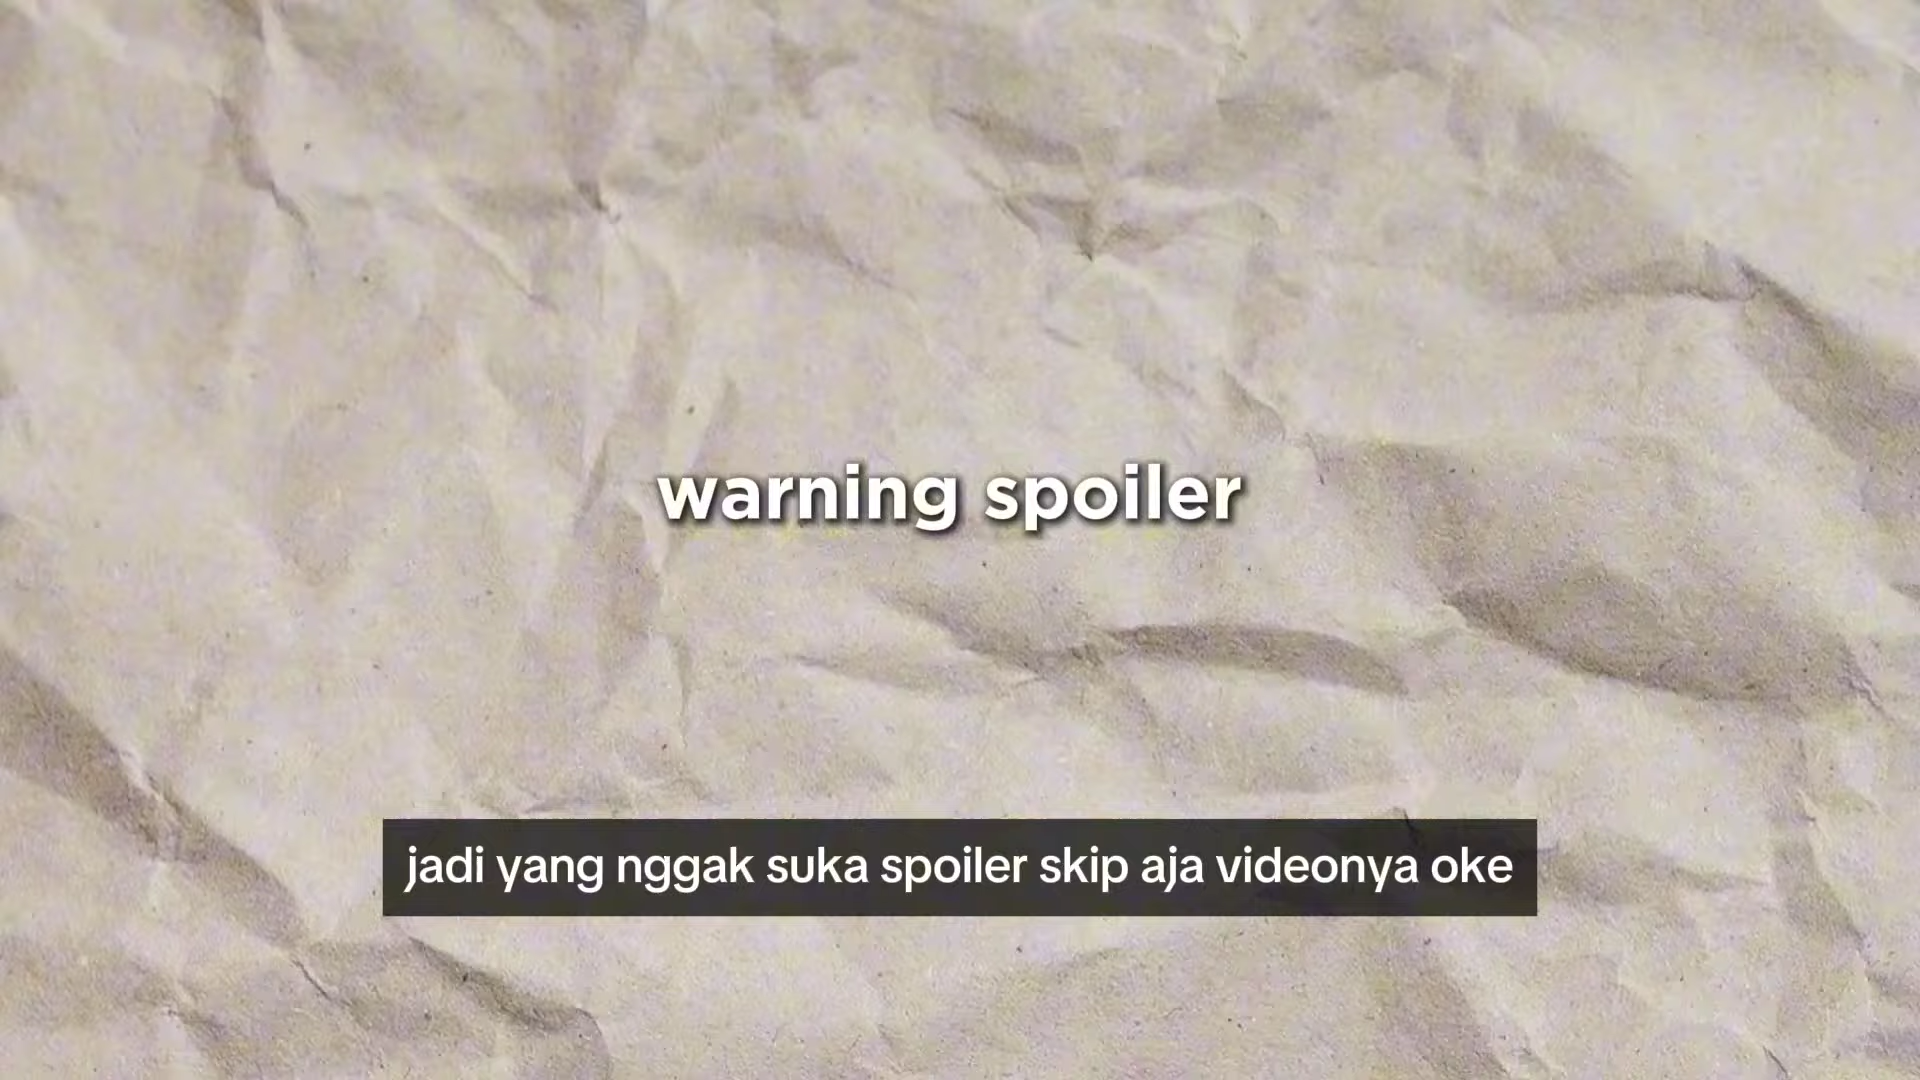 warning spoiler
jadi yang nggak suka spoiler skip aja videonya oke